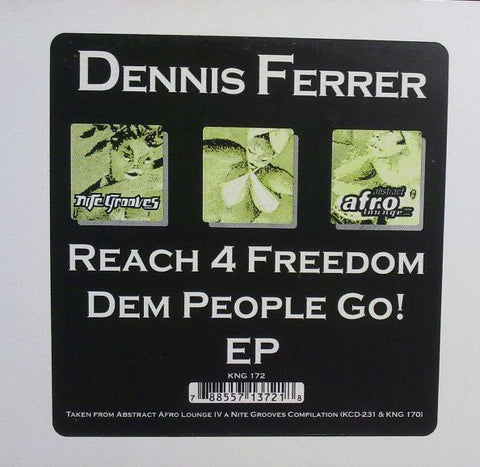 DENNIS FERRER
nite Grooves
abstract
afro
lounge
REACH 4 FREEDOM
DEM PEOPLE GO!
EP
KNG 172
7 88557 13721 8
TAKEN FROM ABSTRACT AFRO LOUNGE IV A NITE GROOVES COMPILATION (KCD-231 & KNG 170)